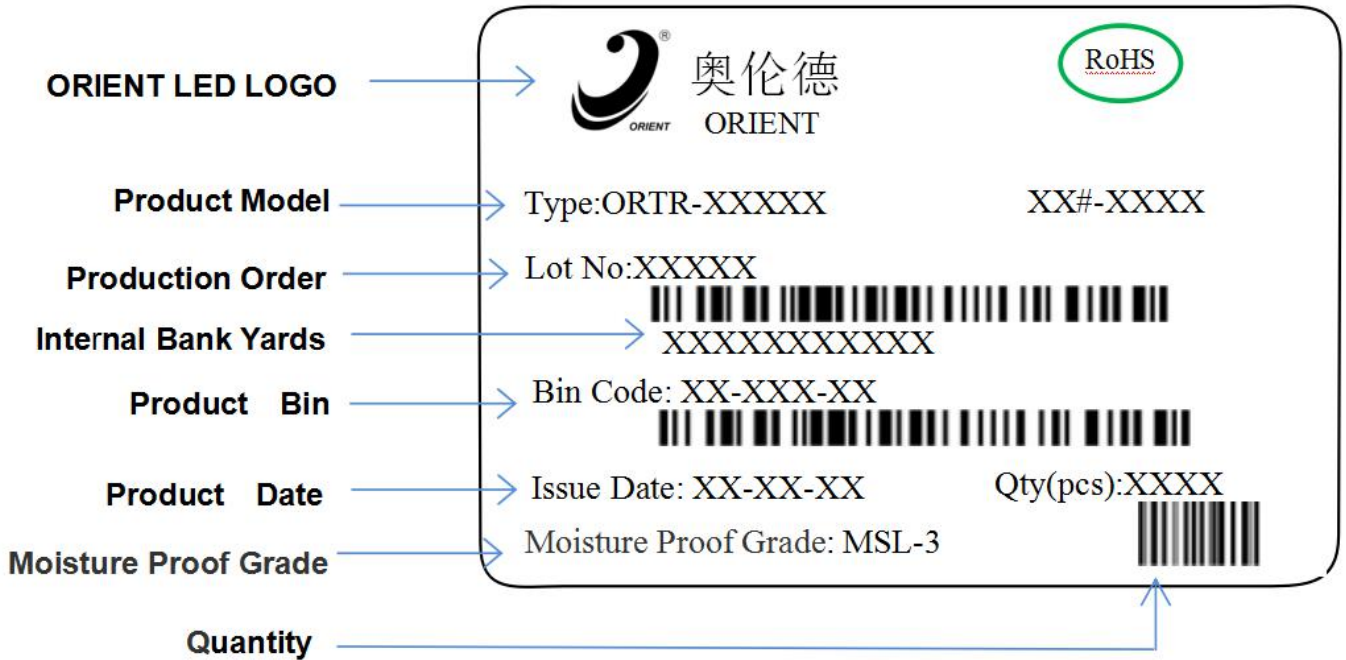 ORIENT LED LOGO
®
ORIENT
奥伦德
ORIENT
RoHS
Product Model
Type:ORTR-XXXXX
XX#-XXXX
Production Order
Lot No:XXXXX
Internal Bank Yards
XXXXXXXXXXX
Product Bin
Bin Code: XX-XXX-XX
Product Date
Issue Date: XX-XX-XX
Qty(pcs):XXXX
Moisture Proof Grade
Moisture Proof Grade: MSL-3
Quantity